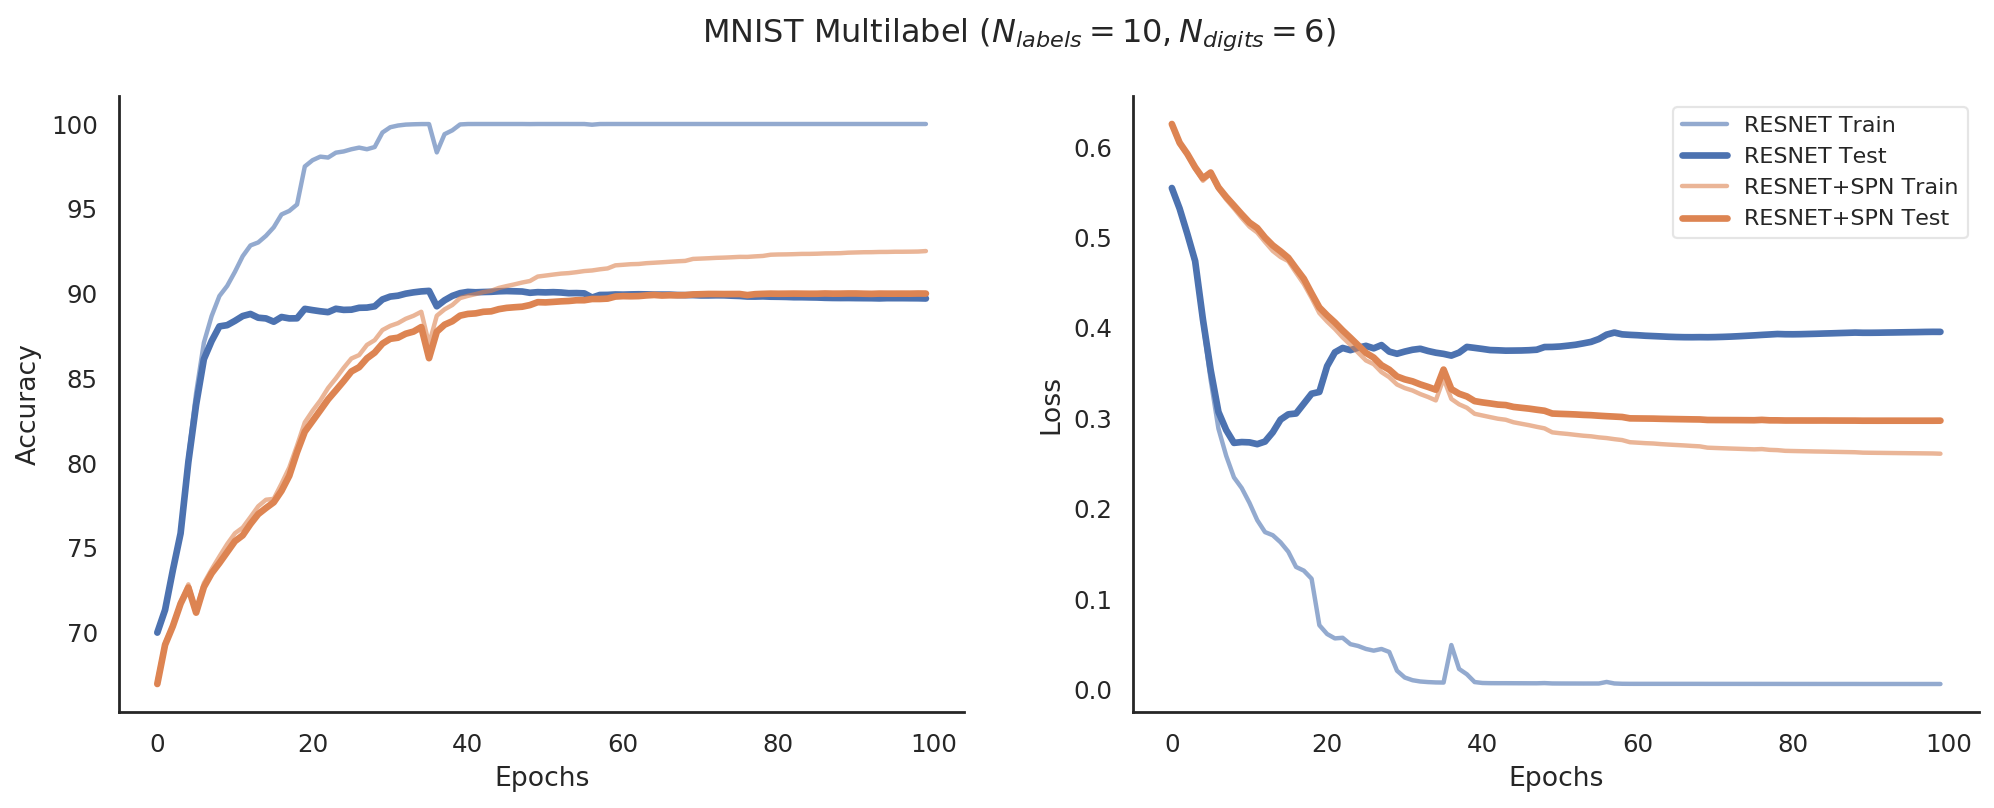 MNIST Multilabel (N_labels = 10, N_digits = 6)
Accuracy
100
95
90
85
80
75
70
0 20 40 60 80 100
Epochs
Loss
0.6
0.5
0.4
0.3
0.2
0.1
0.0
0 20 40 60 80 100
Epochs
RESNET Train
RESNET Test
RESNET+SPN Train
RESNET+SPN Test